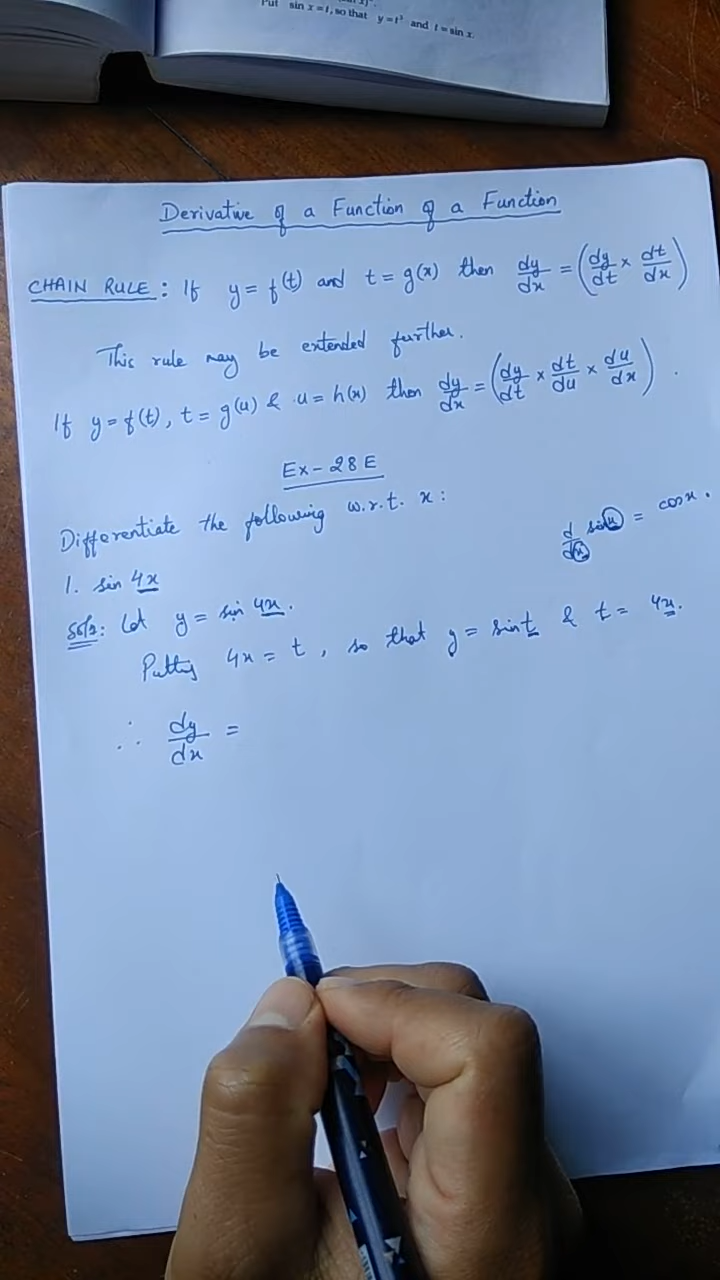 Put sin x = t, so that y = t³ and t = sin x.
Derivative of a Function of a Function
CHAIN RULE : If y = f(t) and t = g(x) then dy/dx = (dy/dt × dt/dx)
This rule may be extended further.
If y = f(t), t = g(u) & u = h(x) then dy/dx = (dy/dt × dt/du × du/dx).
Ex - 28 E
Differentiate the following w.r.t. x :
d/dx sin x = cos x.
1. sin 4x
Soln: Let y = sin 4x.
Putting 4x = t, so that y = sin t & t = 4x.
∴ dy/dx =